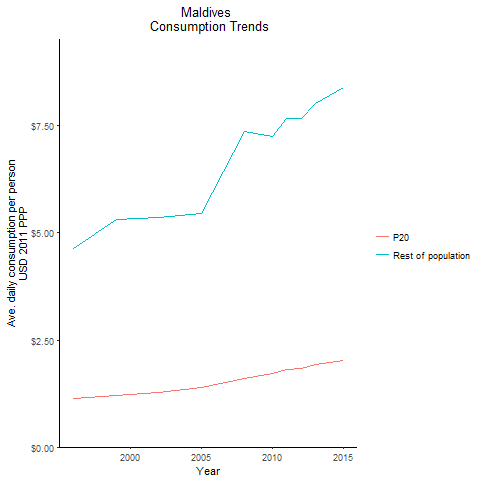 Maldives
Consumption Trends
Ave. daily consumption per person
USD 2011 PPP
$7.50
$5.00
$2.50
$0.00
2000
2005
2010
2015
Year
P20
Rest of population